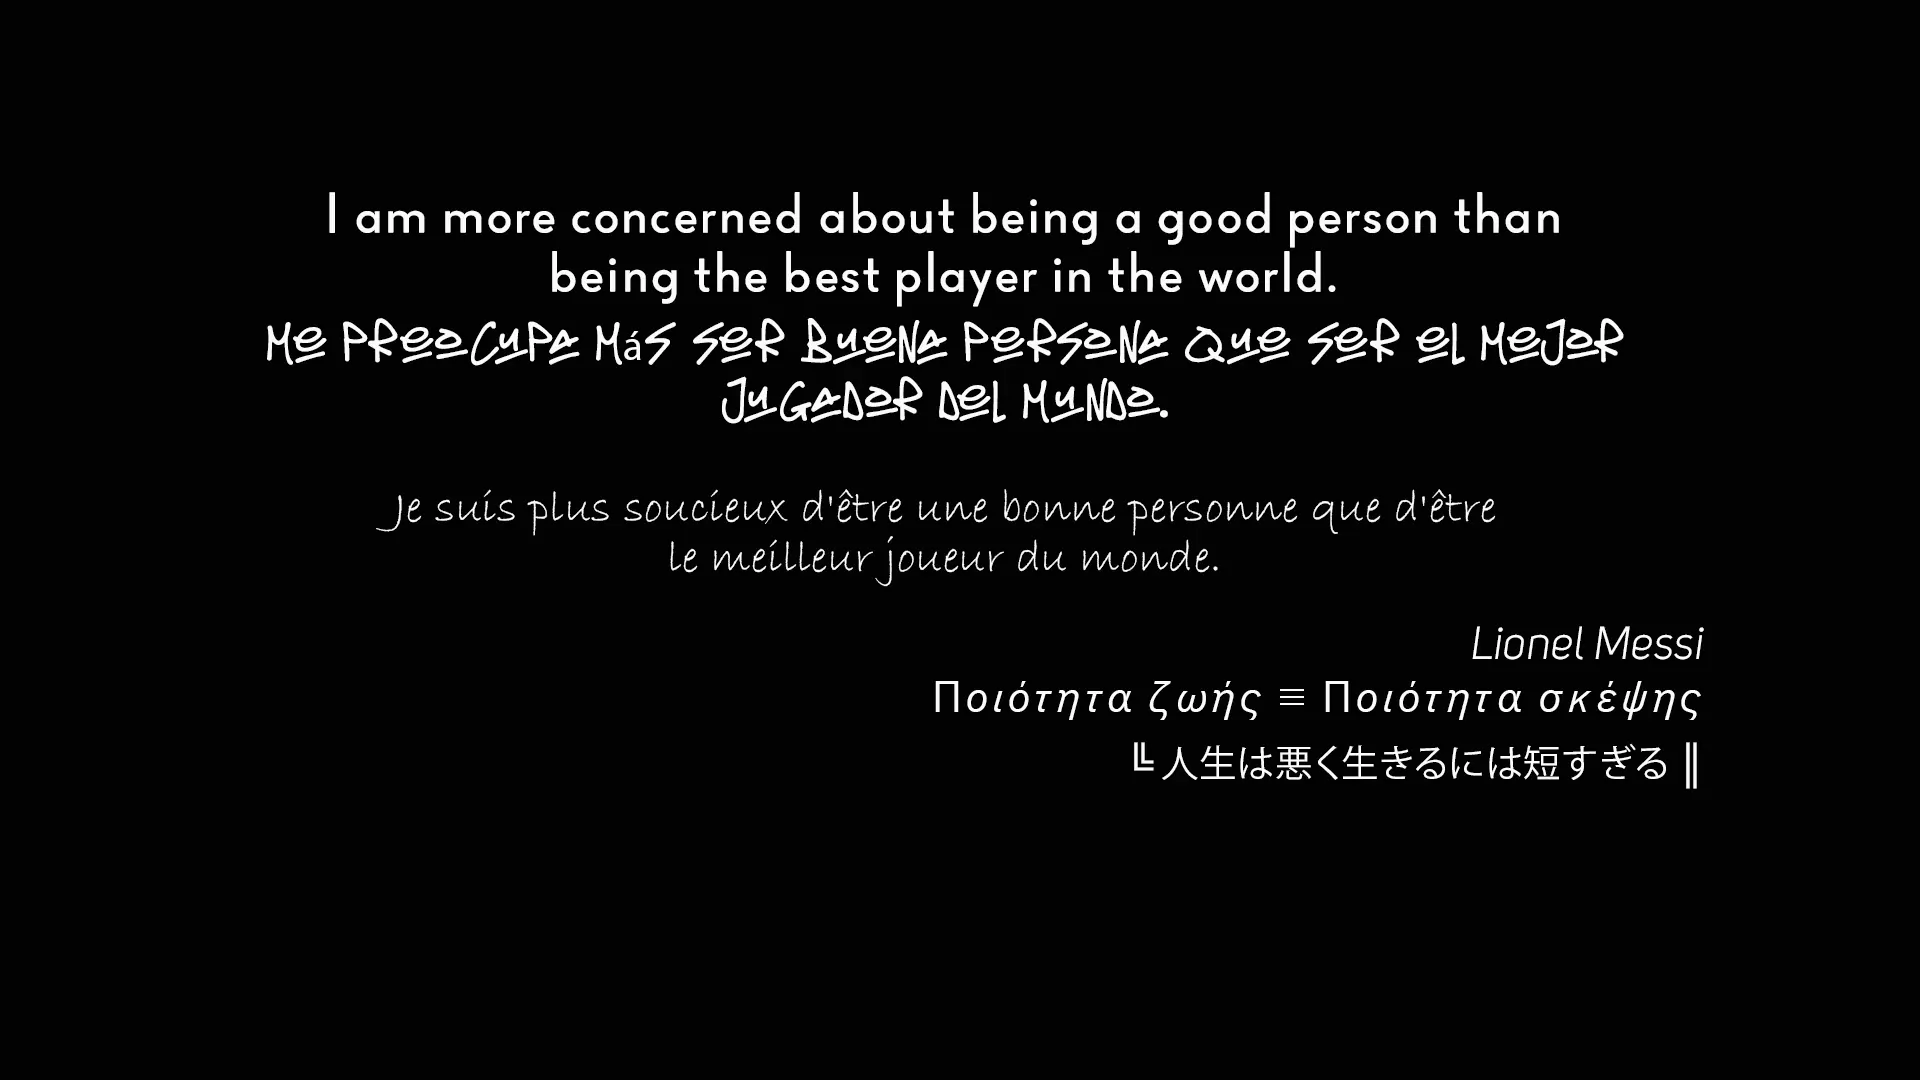 I am more concerned about being a good person than
being the best player in the world.
Me preocupa más ser buena persona que ser el mejor
jugador del mundo.
Je suis plus soucieux d'être une bonne personne que d'être
le meilleur joueur du monde.
Lionel Messi
Ποιότητα ζωής ≡ Ποιότητα σκέψης
╚ 人生は悪く生きるには短すぎる ║